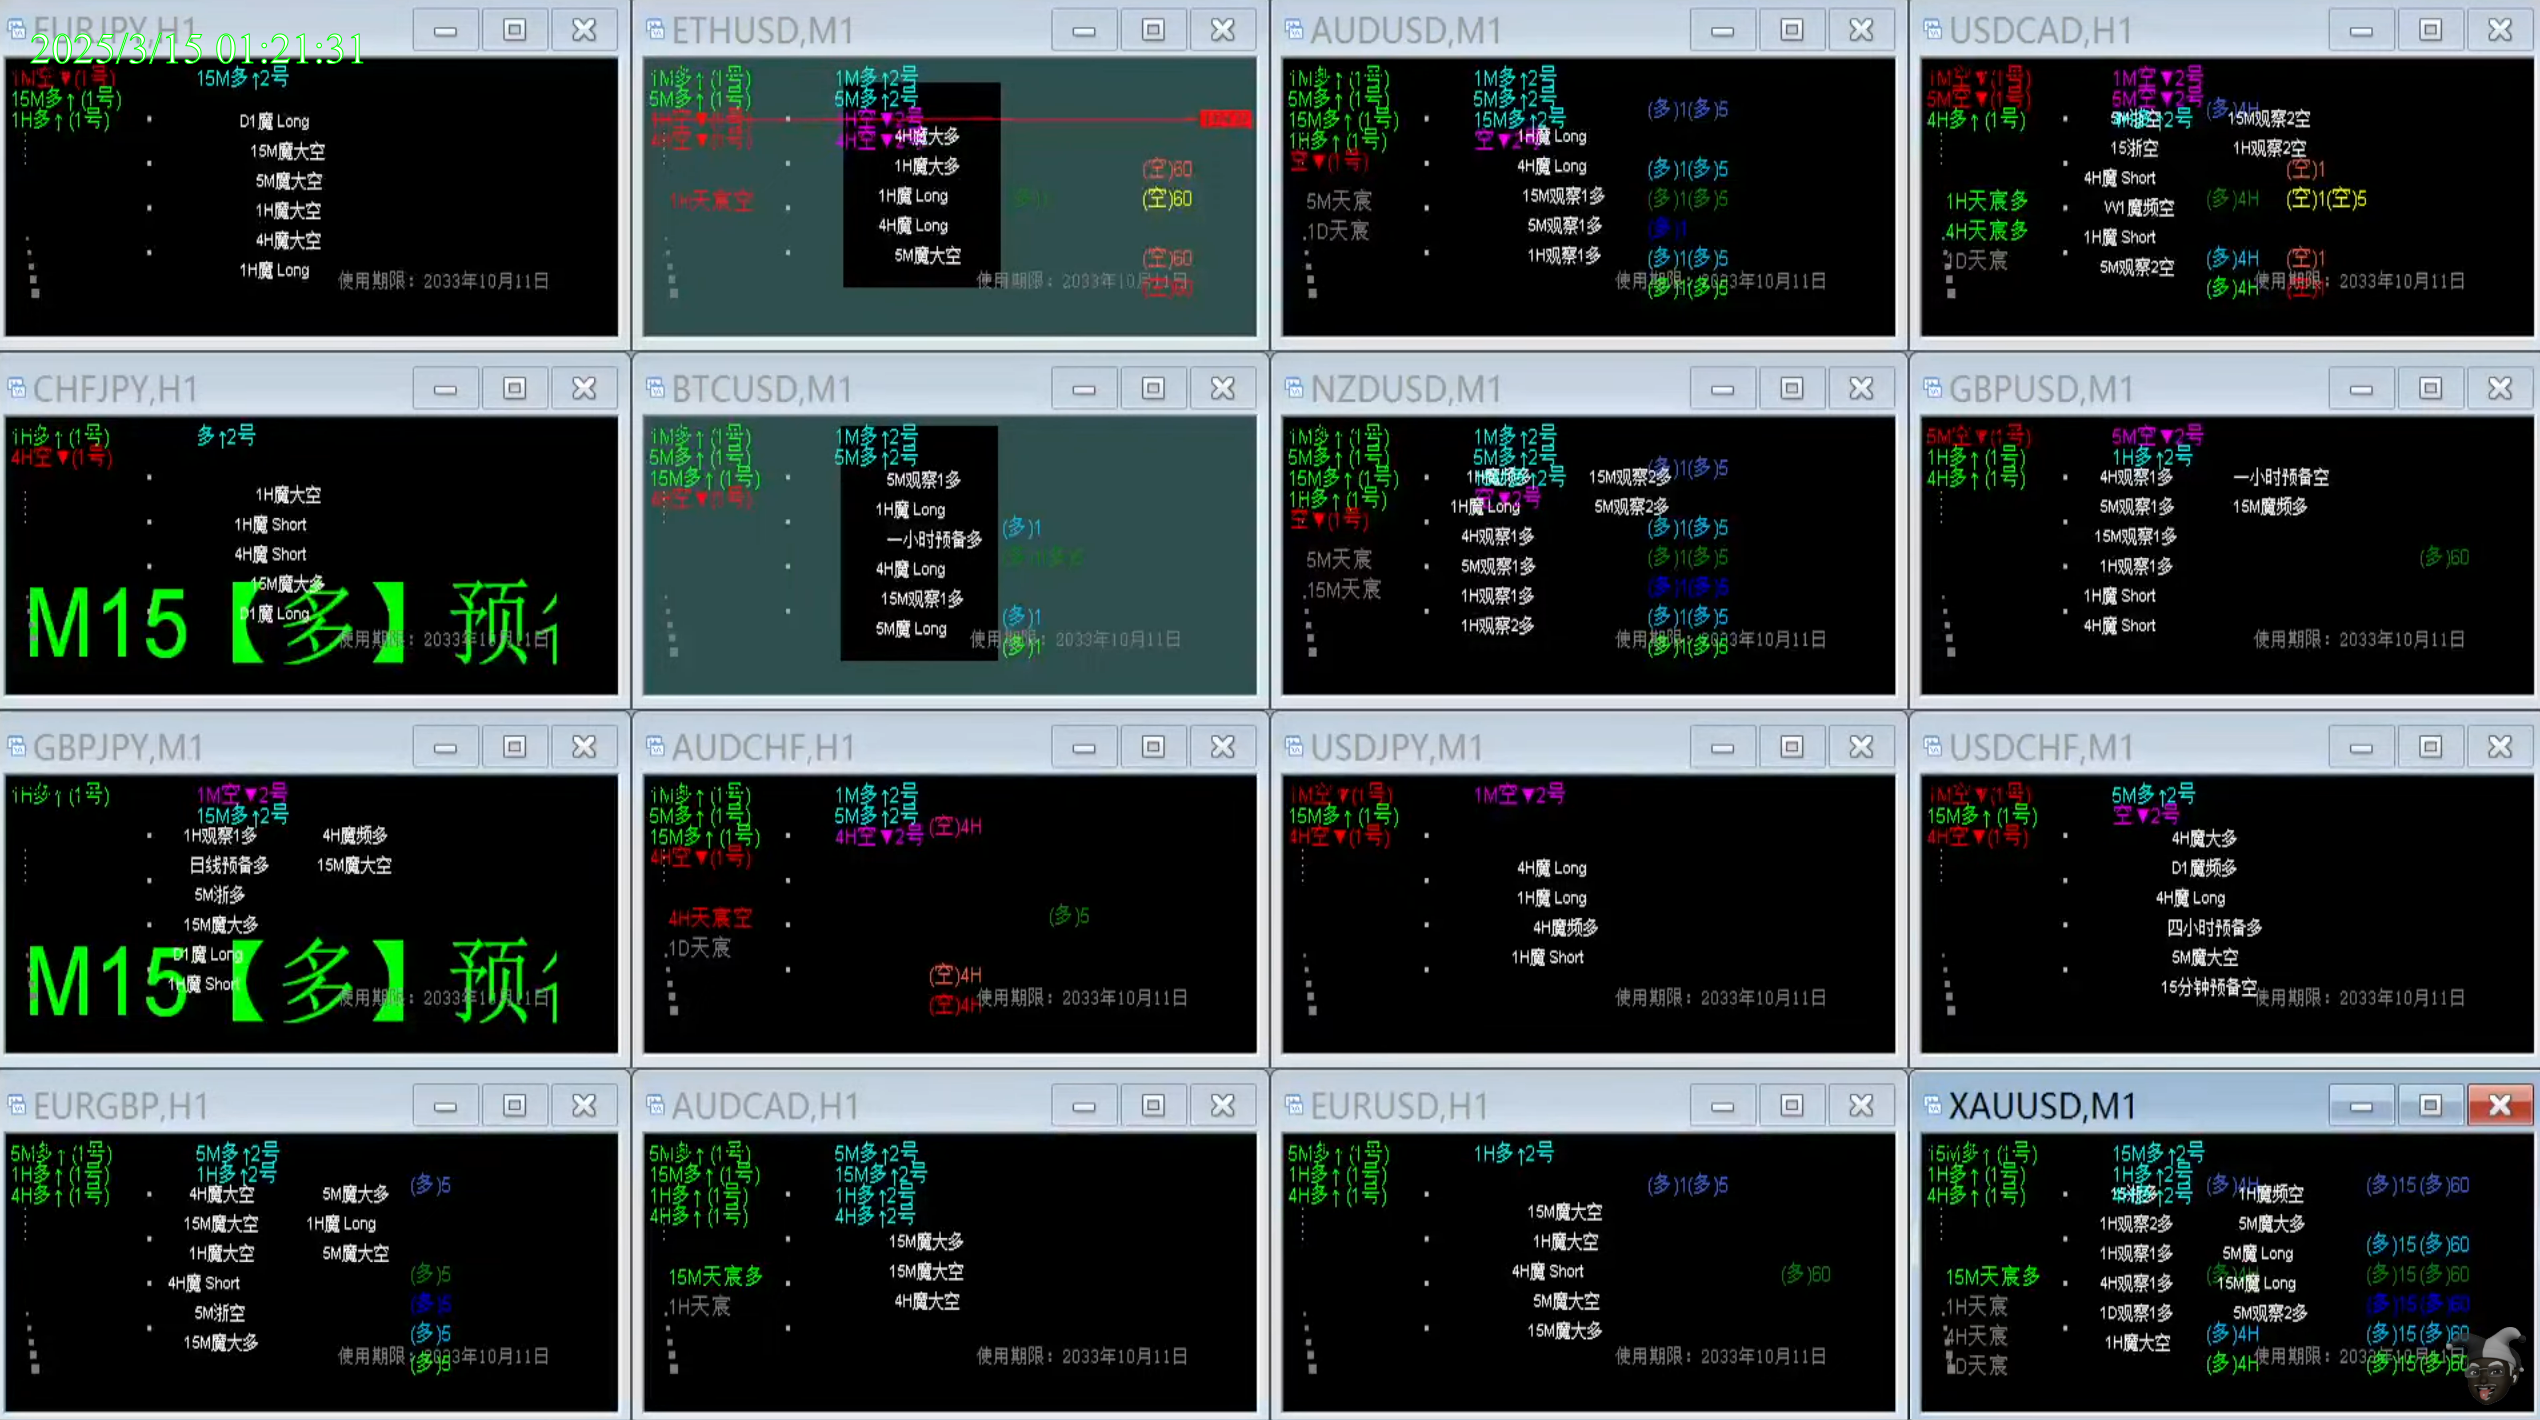 EURJPY,H1
2025/3/15 01:21:31
1M空▼(1号)
15M多↑(1号)
1H多↑(1号)
15M多↑2号
D1魔 Long
15M魔大空
5M魔大空
1H魔大空
4H魔大空
1H魔 Long
使用期限：2033年10月11日
ETHUSD,M1
1M多↑(1号)
5M多↑(1号)
1H空▼(1号)
4H空▼(1号)
1M多↑2号
5M多↑2号
1H空▼2号
4H空▼2号
4H魔大多
1H魔大多
1H魔 Long
4H魔 Long
5M魔大空
1H天宸空
(空)60
(空)60
(空)60
(空)60
使用期限：2033年10月11日
AUDUSD,M1
1M多↑(1号)
5M多↑(1号)
15M多↑(1号)
1H多↑(1号)
空▼(1号)
1M多↑2号
5M多↑2号
15M多↑2号
空▼2号
1H魔 Long
4H魔 Long
15M观察1多
5M观察1多
1H观察1多
5M天宸
.1D天宸
(多)1(多)5
(多)1(多)5
(多)1(多)5
(多)1
(多)1(多)5
(多)1(多)5
使用期限：2033年10月11日
USDCAD,H1
1M空▼(1号)
5M空▼(1号)
4H多↑(1号)
1M空▼2号
5M空▼2号
4H多↑2号
5M浙空
15浙空
4H魔 Short
W1魔频空
1H魔 Short
5M观察2空
15M观察2空
1H观察2空
1H天宸多
.4H天宸多
1D天宸
(多)4H
(空)1
(多)4H
(空)1(空)5
(多)4H
(空)1
(多)4H
(空)1
使用期限：2033年10月11日
CHFJPY,H1
1H多↑(1号)
4H空▼(1号)
多↑2号
1H魔大空
1H魔 Short
4H魔 Short
15M魔大多
D1魔 Long
M15【多】预
使用期限：2033年10月11日
BTCUSD,M1
1M多↑(1号)
5M多↑(1号)
15M多↑(1号)
4H空▼(1号)
1M多↑2号
5M多↑2号
5M观察1多
1H魔 Long
一小时预备多
4H魔 Long
15M观察1多
5M魔 Long
(多)1
(多)1(多)5
(多)1
(多)1
使用期限：2033年10月11日
NZDUSD,M1
1M多↑(1号)
5M多↑(1号)
15M多↑(1号)
1H多↑(1号)
空▼(1号)
1M多↑2号
5M多↑2号
15M多↑2号
空▼2号
1H魔频多
1H魔 Long
4H观察1多
5M观察1多
1H观察1多
1H观察2多
15M观察2多
5M观察2多
5M天宸
.15M天宸
(多)1(多)5
(多)1(多)5
(多)1(多)5
(多)1(多)5
(多)1(多)5
(多)1(多)5
使用期限：2033年10月11日
GBPUSD,M1
5M空▼(1号)
1H多↑(1号)
4H多↑(1号)
5M空▼2号
1H多↑2号
4H观察1多
5M观察1多
15M观察1多
1H观察1多
1H魔 Short
4H魔 Short
一小时预备空
15M魔频多
(多)60
使用期限：2033年10月11日
GBPJPY,M1
1H多↑(1号)
1M空▼2号
15M多↑2号
1H观察1多
日线预备多
5M浙多
15M魔大多
D1魔 Long
1H魔 Short
4H魔频多
15M魔大空
M15【多】预
使用期限：2033年10月11日
AUDCHF,H1
1M多↑(1号)
5M多↑(1号)
15M多↑(1号)
4H空▼(1号)
1M多↑2号
5M多↑2号
4H空▼2号
(空)4H
4H天宸空
.1D天宸
(多)5
(空)4H
(空)4H
使用期限：2033年10月11日
USDJPY,M1
1M空▼(1号)
15M多↑(1号)
4H空▼(1号)
1M空▼2号
4H魔 Long
1H魔 Long
4H魔频多
1H魔 Short
使用期限：2033年10月11日
USDCHF,M1
1M空▼(1号)
15M多↑(1号)
4H空▼(1号)
5M多↑2号
空▼2号
4H魔大多
D1魔频多
4H魔 Long
四小时预备多
5M魔大空
15分钟预备空
使用期限：2033年10月11日
EURGBP,H1
5M多↑(1号)
1H多↑(1号)
4H多↑(1号)
5M多↑2号
1H多↑2号
4H魔大空
15M魔大空
1H魔大空
4H魔 Short
5M浙空
15M魔大多
5M魔大多
1H魔 Long
5M魔大空
(多)5
(多)5
(多)5
(多)5
(多)5
使用期限：2033年10月11日
AUDCAD,H1
5M多↑(1号)
15M多↑(1号)
1H多↑(1号)
4H多↑(1号)
5M多↑2号
15M多↑2号
1H多↑2号
4H多↑2号
15M魔大多
15M魔大空
4H魔大空
15M天宸多
.1H天宸
使用期限：2033年10月11日
EURUSD,H1
5M多↑(1号)
1H多↑(1号)
4H多↑(1号)
1H多↑2号
15M魔大空
1H魔大空
4H魔 Short
5M魔大空
15M魔大多
(多)1(多)5
(多)60
使用期限：2033年10月11日
XAUUSD,M1
15M多↑(1号)
1H多↑(1号)
4H多↑(1号)
15M多↑2号
1H多↑2号
4H多↑2号
15浙多
1H观察2多
1H观察1多
4H观察1多
1D观察1多
1H魔大空
1H魔频空
5M魔大多
5M魔 Long
15M魔 Long
5M观察2多
15M天宸多
.1H天宸
4H天宸
1D天宸
(多)4H
(多)15(多)60
(多)15(多)60
(多)4H
(多)15(多)60
(多)15(多)60
(多)4H
(多)15(多)60
(多)4H
(多)15(多)60
使用期限：2033年10月11日